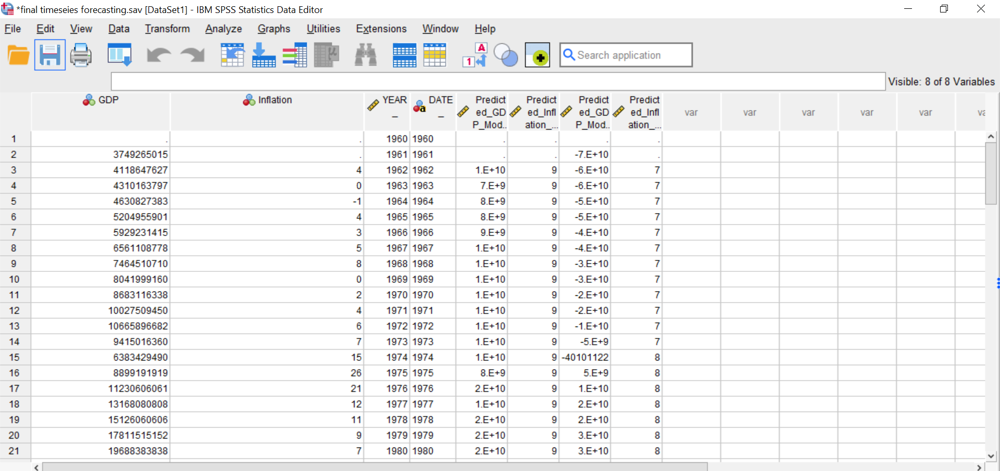 *final timeseies forecasting.sav [DataSet1] - IBM SPSS Statistics Data Editor
File Edit View Data Transform Analyze Graphs Utilities Extensions Window Help
Search application
Visible: 8 of 8 Variables
GDP Inflation YEAR_ DATE_ Predicted_GDP_Mod.. Predicted_Inflation_... Predicted_GDP_Mod.. Predicted_Inflation_... var var var var var va
1 . . 1960 1960 . . . .
2 3749265015 . 1961 1961 . . -7.E+10 .
3 4118647627 4 1962 1962 1.E+10 9 -6.E+10 7
4 4310163797 0 1963 1963 7.E+9 9 -6.E+10 7
5 4630827383 -1 1964 1964 8.E+9 9 -5.E+10 7
6 5204955901 4 1965 1965 8.E+9 9 -5.E+10 7
7 5929231415 3 1966 1966 9.E+9 9 -4.E+10 7
8 6561108778 5 1967 1967 1.E+10 9 -4.E+10 7
9 7464510710 8 1968 1968 1.E+10 9 -3.E+10 7
10 8041999160 0 1969 1969 1.E+10 9 -3.E+10 7
11 8683116338 2 1970 1970 1.E+10 9 -2.E+10 7
12 10027509450 4 1971 1971 1.E+10 9 -2.E+10 7
13 10665896682 6 1972 1972 1.E+10 9 -1.E+10 7
14 9415016360 7 1973 1973 1.E+10 9 -5.E+9 7
15 6383429490 15 1974 1974 1.E+10 9 -40101122 8
16 8899191919 26 1975 1975 8.E+9 9 5.E+9 8
17 11230606061 21 1976 1976 2.E+10 9 1.E+10 8
18 13168080808 12 1977 1977 1.E+10 9 2.E+10 8
19 15126060606 11 1978 1978 2.E+10 9 2.E+10 8
20 17811515152 9 1979 1979 2.E+10 9 3.E+10 8
21 19688383838 7 1980 1980 2.E+10 9 3.E+10 8